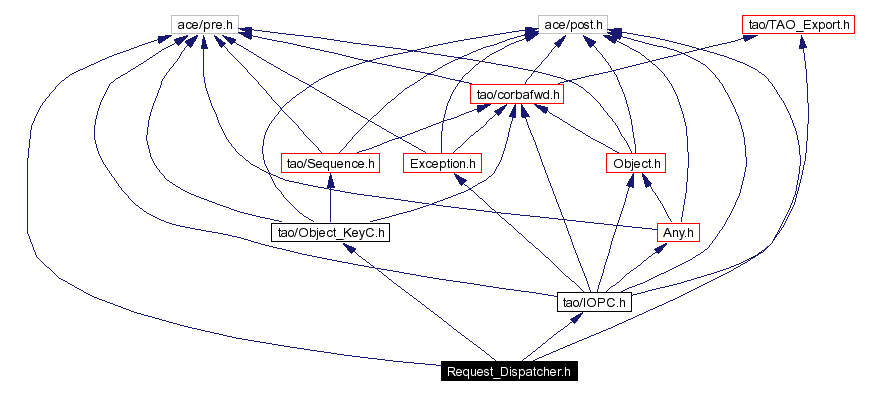 ace/pre.h
ace/post.h
tao/TAO_Export.h
tao/corbafwd.h
tao/Sequence.h
Exception.h
Object.h
tao/Object_KeyC.h
Any.h
tao/IOPC.h
Request_Dispatcher.h